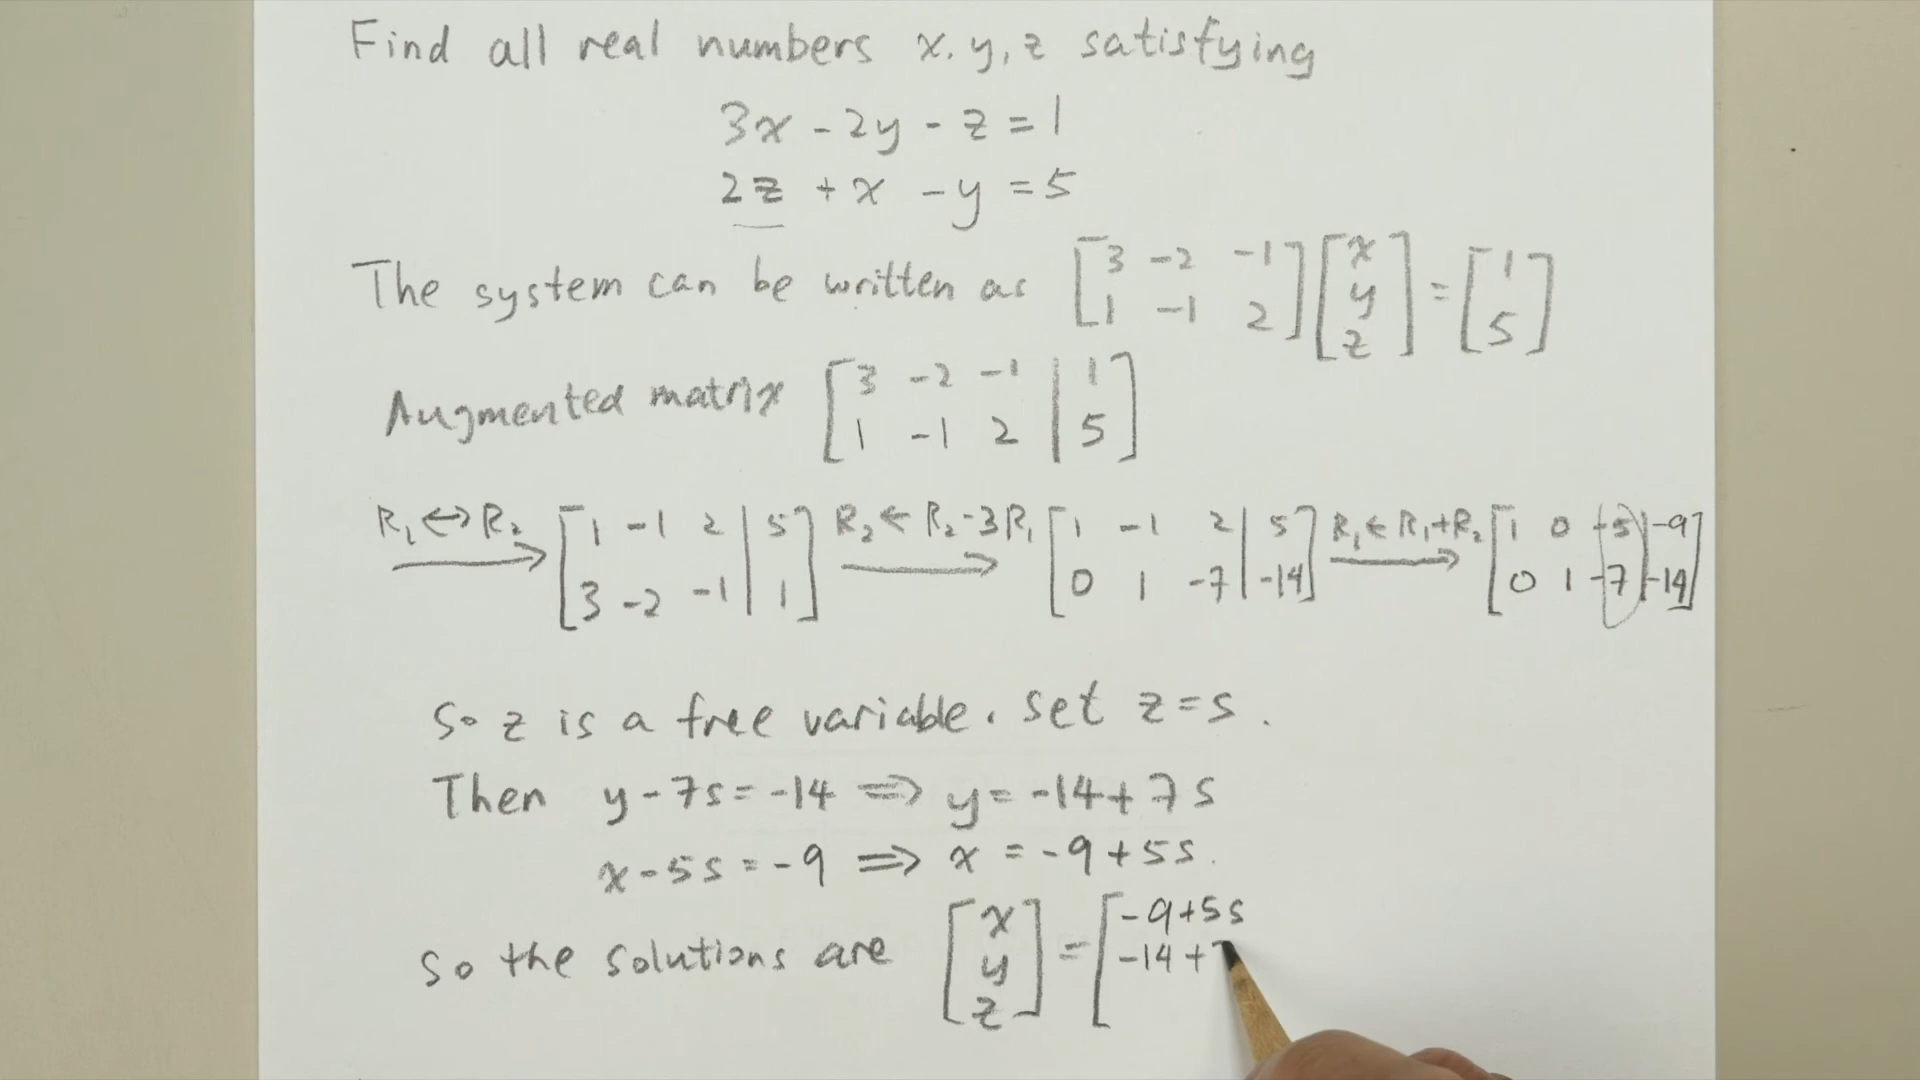 Find all real numbers x, y, z satisfying
3x - 2y - z = 1
2z + x - y = 5
The system can be written as [3 -2 -1; 1 -1 2] [x; y; z] = [1; 5]
Augmented matrix [3 -2 -1 | 1; 1 -1 2 | 5]
R₁ ↔ R₂ → [1 -1 2 | 5; 3 -2 -1 | 1] R₂ ← R₂ - 3R₁ → [1 -1 2 | 5; 0 1 -7 | -14] R₁ ← R₁ + R₂ → [1 0 -5 | -9; 0 1 -7 | -14]
So z is a free variable. Set z = s.
Then y - 7s = -14 ⇒ y = -14 + 7s
x - 5s = -9 ⇒ x = -9 + 5s.
So the solutions are [x; y; z] = [-9 + 5s; -14 +